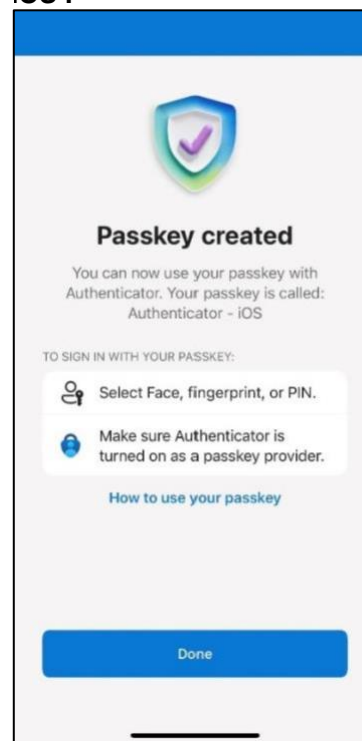 Passkey created
You can now use your passkey with
Authenticator. Your passkey is called:
Authenticator - iOS
TO SIGN IN WITH YOUR PASSKEY:
Select Face, fingerprint, or PIN.
Make sure Authenticator is
turned on as a passkey provider.
How to use your passkey
Done